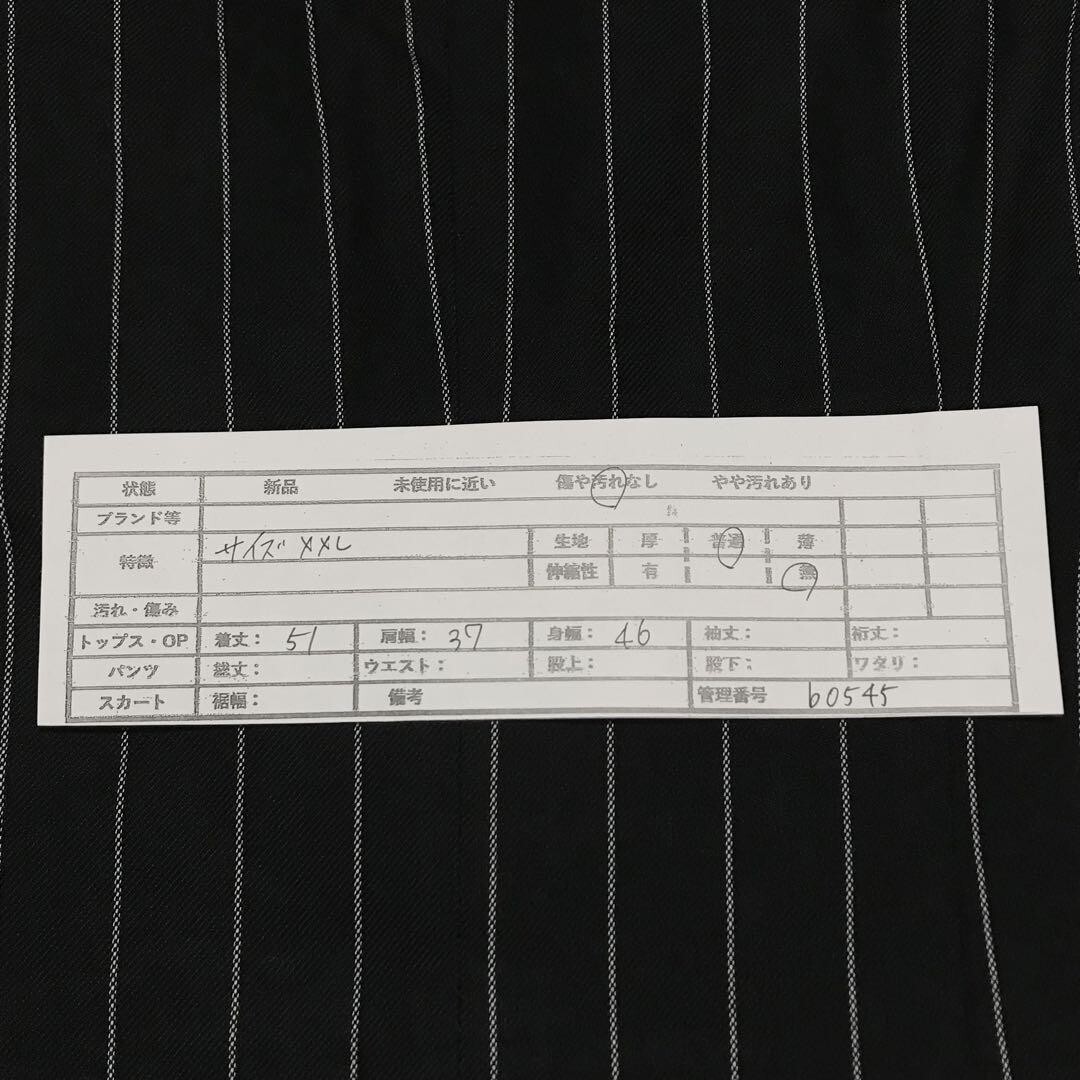 状態 新品 未使用に近い 傷や汚れなし やや汚れあり
ブランド等
特徴 サイズ XXL 生地 厚 普通 薄
伸縮性 有 無
汚れ・傷み
トップス・OP 着丈： 51 肩幅： 37 身幅： 46 袖丈： 裄丈：
パンツ 総丈： ウエスト： 股上： 股下： ワタリ：
スカート 裾幅： 備考 管理番号 b0545